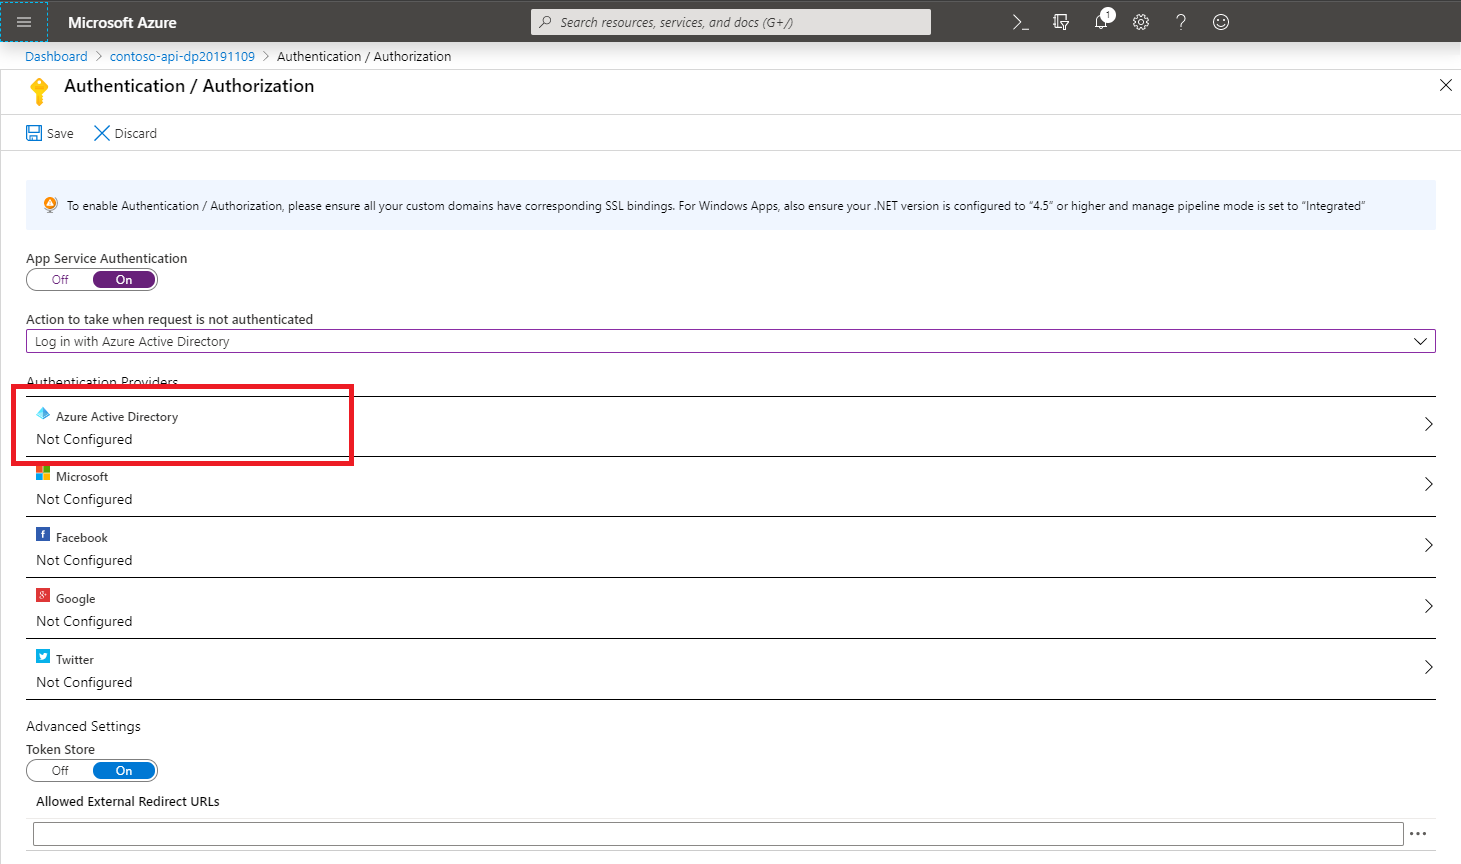 Microsoft Azure
Search resources, services, and docs (G+/)
1
Dashboard > contoso-api-dp20191109 > Authentication / Authorization
Authentication / Authorization
Save Discard
To enable Authentication / Authorization, please ensure all your custom domains have corresponding SSL bindings. For Windows Apps, also ensure your .NET version is configured to "4.5" or higher and manage pipeline mode is set to "Integrated"
App Service Authentication
Off On
Action to take when request is not authenticated
Log in with Azure Active Directory
Authentication Providers
Azure Active Directory
Not Configured
Microsoft
Not Configured
Facebook
Not Configured
Google
Not Configured
Twitter
Not Configured
Advanced Settings
Token Store
Off On
Allowed External Redirect URLs